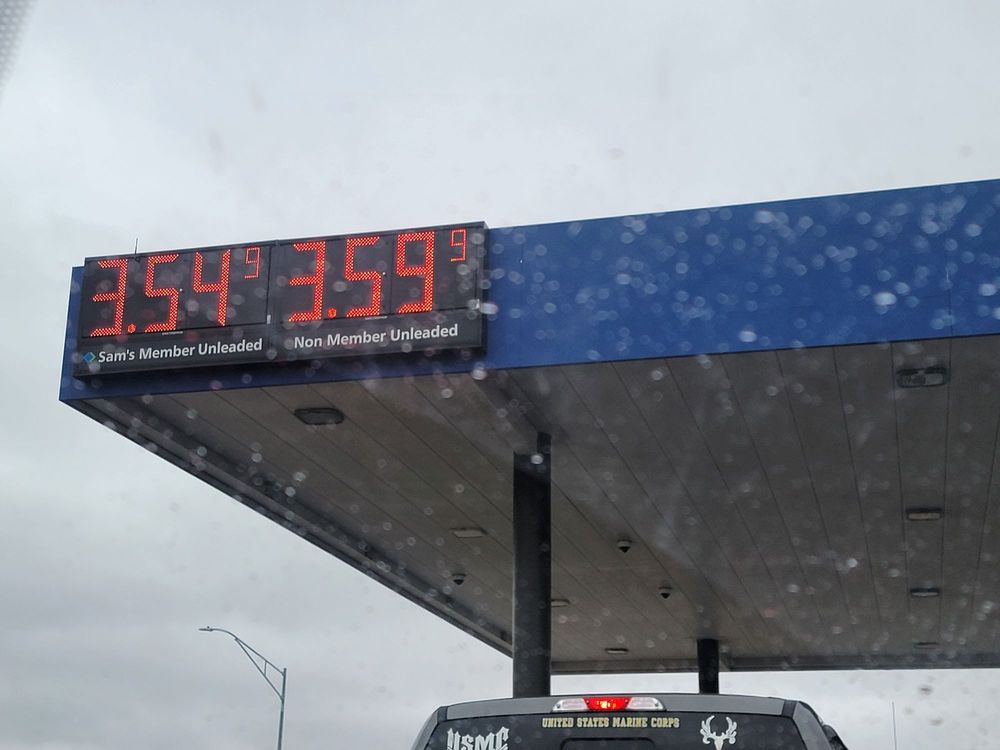 3.54 9
3.59 9
Sam's Member Unleaded
Non Member Unleaded
UNITED STATES MARINE CORPS
USMC